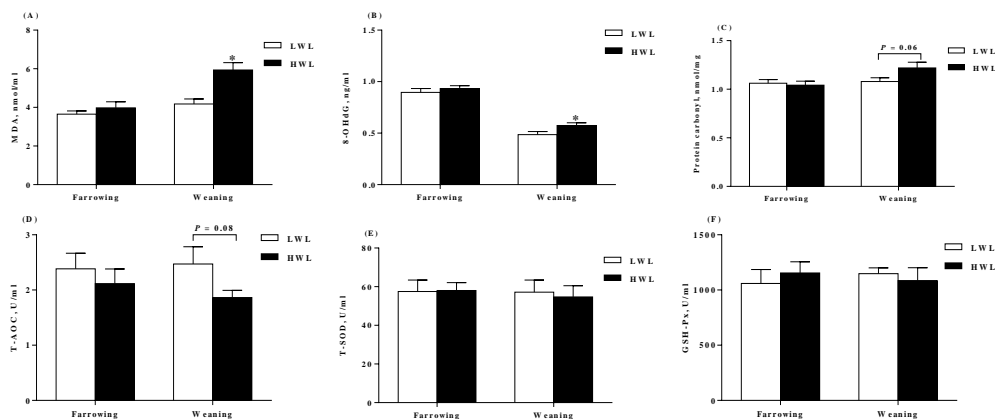 (A)
MDA, nmol/ml
8
6
4
2
0
*
LWL
HWL
Farrowing
Weaning
(B)
8-OHdG, ng/ml
1.5
1.0
0.5
0.0
*
LWL
HWL
Farrowing
Weaning
(C)
Protein carbonyl, nmol/mg
1.5
1.0
0.5
0.0
P = 0.06
LWL
HWL
Farrowing
Weaning
(D)
T-AOC, U/ml
3
2
1
0
P = 0.08
LWL
HWL
Farrowing
Weaning
(E)
T-SOD, U/ml
80
60
40
20
0
LWL
HWL
Farrowing
Weaning
(F)
GSH-Px, U/ml
1500
1000
500
0
LWL
HWL
Farrowing
Weaning